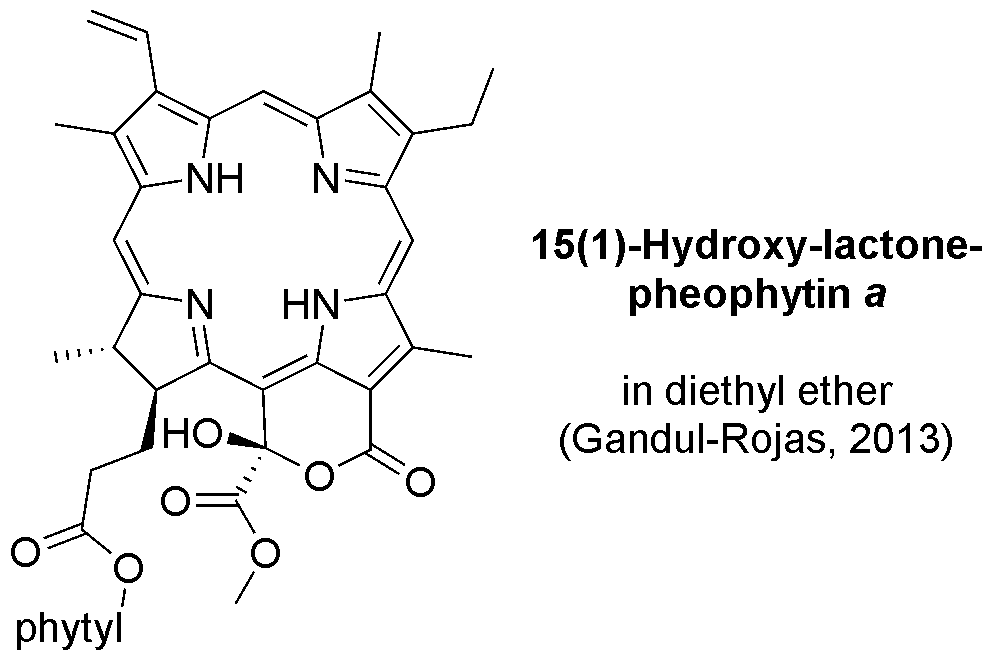 NH
N
N
HN
15(1)-Hydroxy-lactone-
pheophytin a
in diethyl ether
(Gandul-Rojas, 2013)
HO
O
O
O
O
O
O
phytyl